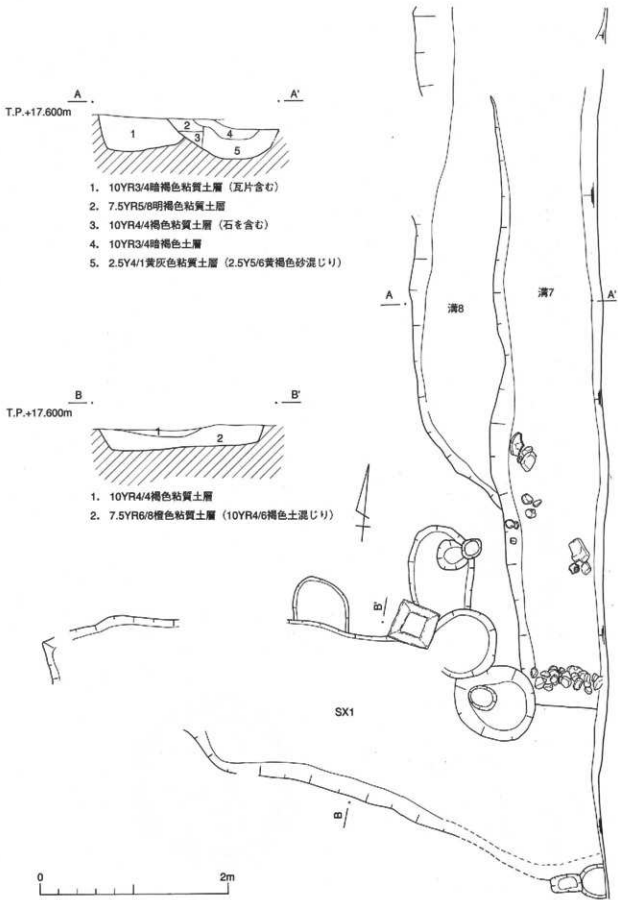 A A'
T.P.+17.600m
1 2 3 4 5
1. 10YR3/4暗褐色粘質土層（瓦片含む）
2. 7.5YR5/8明褐色粘質土層
3. 10YR4/4褐色粘質土層（石を含む）
4. 10YR3/4暗褐色土層
5. 2.5Y4/1黄灰色粘質土層（2.5Y5/6黄褐色砂混じり）
B B'
T.P.+17.600m
1 2
1. 10YR4/4褐色粘質土層
2. 7.5YR6/8橙色粘質土層（10YR4/6褐色土混じり）
A 溝8 溝7 A'
B'
SX1
B
0 2m